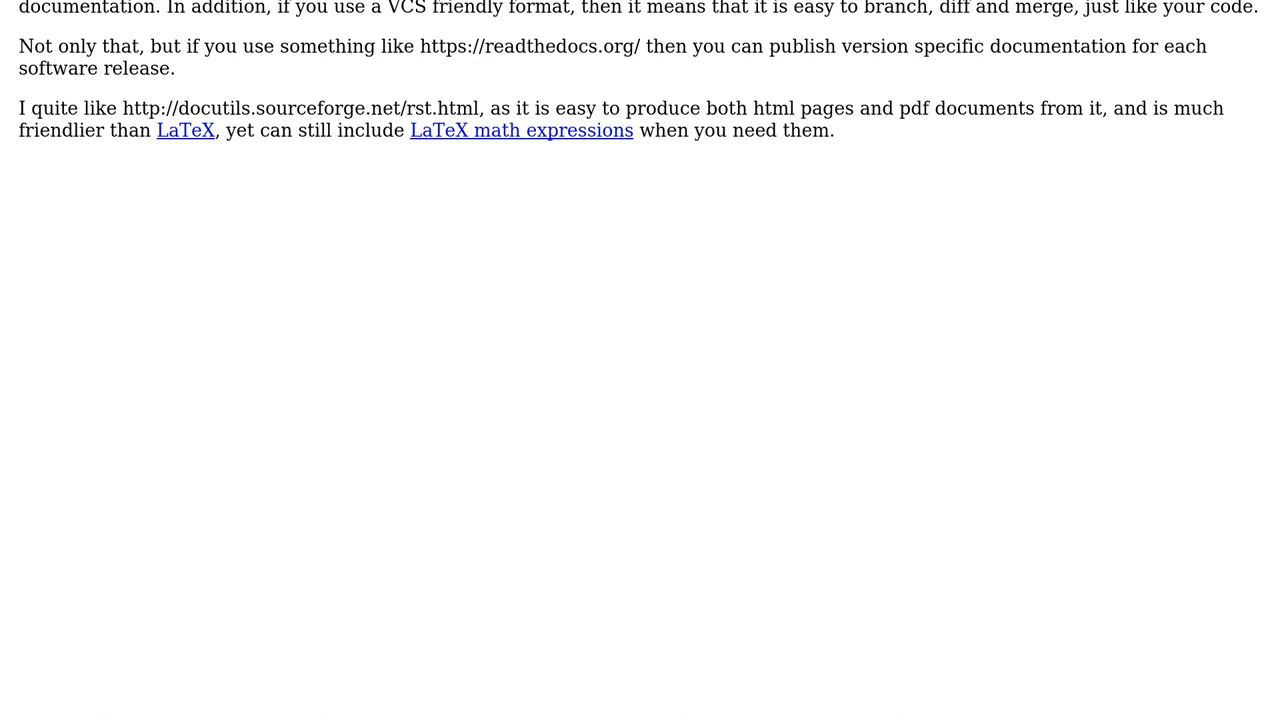 documentation. In addition, if you use a VCS friendly format, then it means that it is easy to branch, diff and merge, just like your code.
Not only that, but if you use something like https://readthedocs.org/ then you can publish version specific documentation for each
software release.
I quite like http://docutils.sourceforge.net/rst.html, as it is easy to produce both html pages and pdf documents from it, and is much
friendlier than LaTeX, yet can still include LaTeX math expressions when you need them.